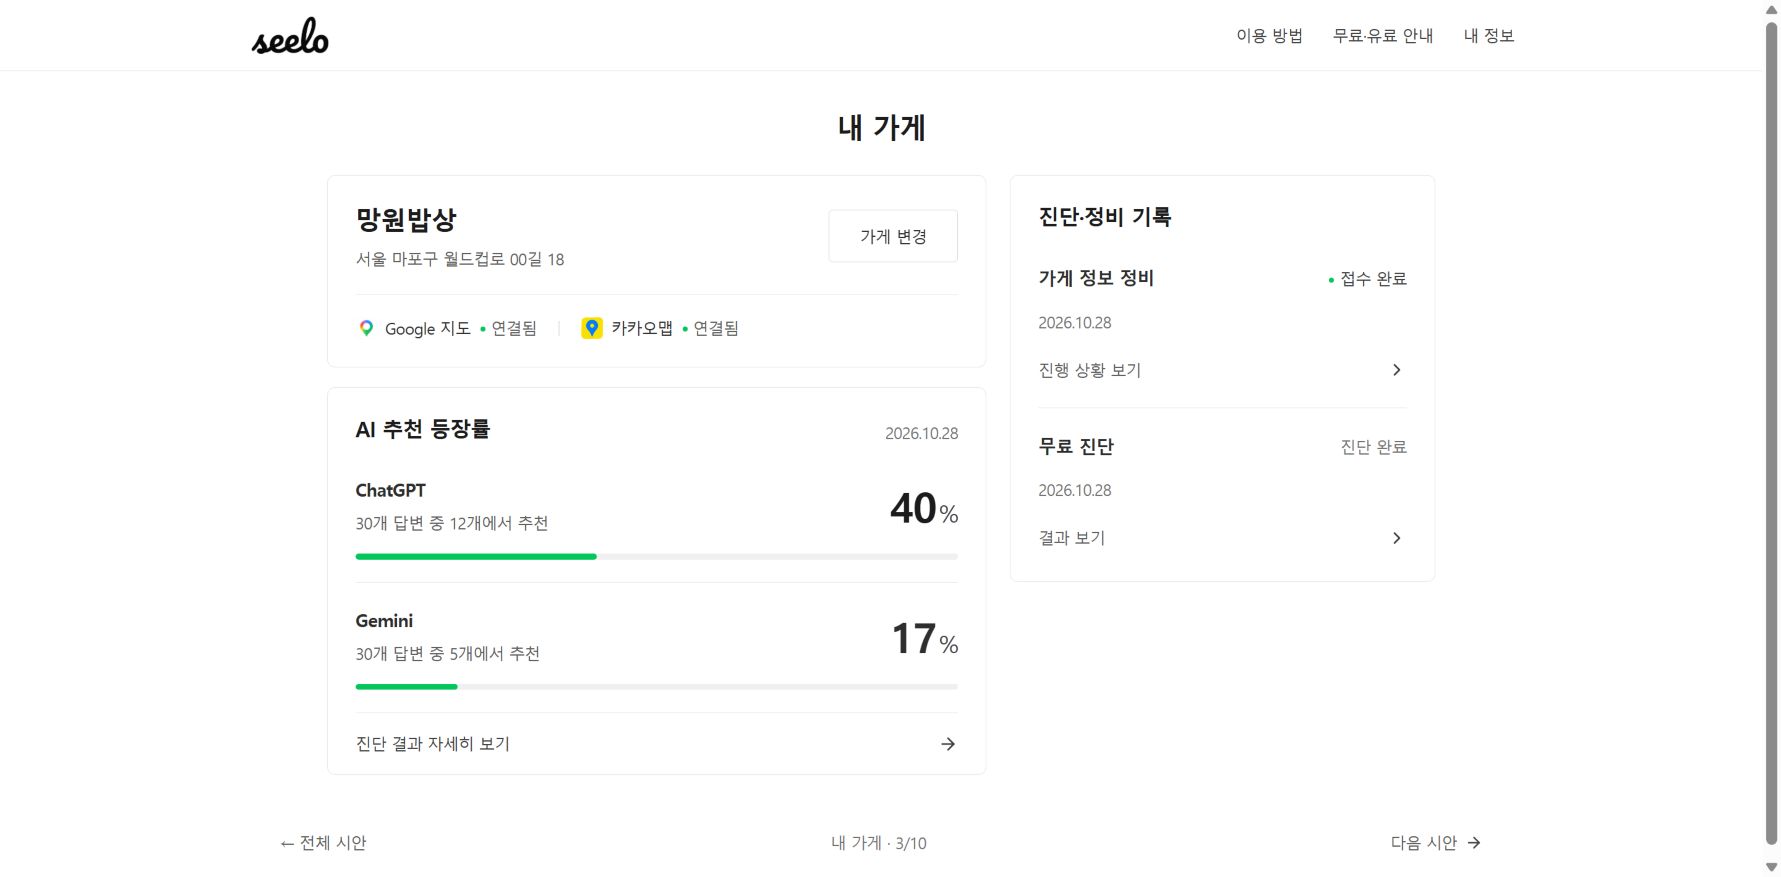 seelo
이용 방법
무료·유료 안내
내 정보
내 가게
망원밥상
서울 마포구 월드컵로 00길 18
가게 변경
Google 지도 • 연결됨
카카오맵 • 연결됨
AI 추천 등장률
2026.10.28
ChatGPT
30개 답변 중 12개에서 추천
40%
Gemini
30개 답변 중 5개에서 추천
17%
진단 결과 자세히 보기 →
진단·정비 기록
가게 정보 정비
• 접수 완료
2026.10.28
진행 상황 보기
무료 진단
진단 완료
2026.10.28
결과 보기
← 전체 시안
내 가게 · 3/10
다음 시안 →